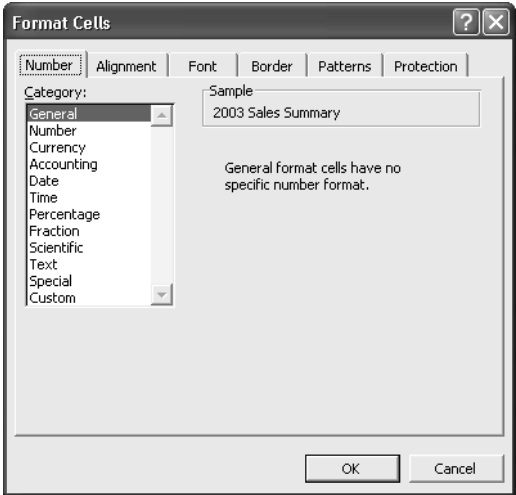 Format Cells
Number Alignment Font Border Patterns Protection
Category:
General
Number
Currency
Accounting
Date
Time
Percentage
Fraction
Scientific
Text
Special
Custom
Sample
2003 Sales Summary
General format cells have no
specific number format.
OK Cancel